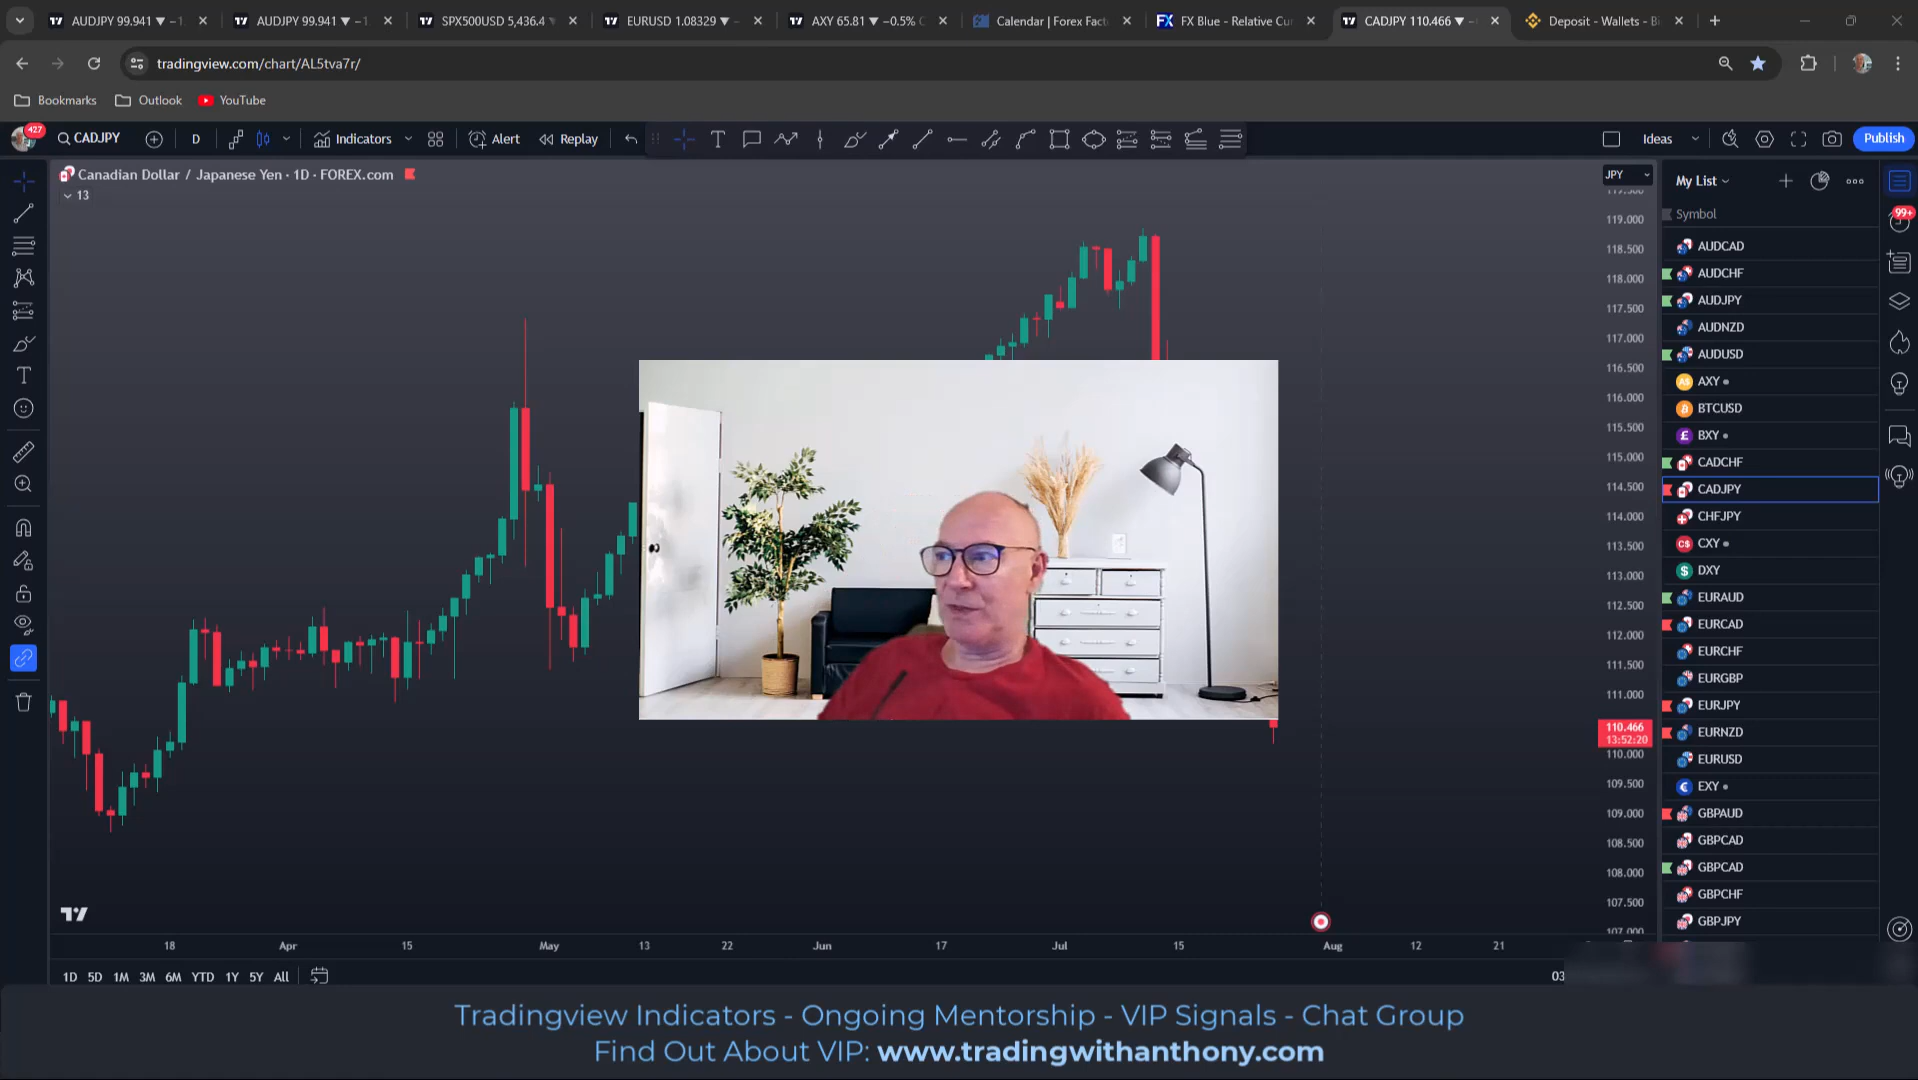 AUDJPY 99.941 ▼ −1.
AUDJPY 99.941 ▼ −1
SPX500USD 5,436.4 ▼
EURUSD 1.08329 ▼ −
AXY 65.81 ▼ −0.5%
Calendar | Forex Fact
FX Blue - Relative Cur
CADJPY 110.466 ▼ −
Deposit - Wallets - B
tradingview.com/chart/AL5tva7r/
Bookmarks
Outlook
YouTube
427
CADJPY
D
Indicators
Alert
Replay
Ideas
Publish
Canadian Dollar / Japanese Yen · 1D · FOREX.com
13
JPY
119.000
118.500
118.000
117.500
117.000
116.500
116.000
115.500
115.000
114.500
114.000
113.500
113.000
112.500
112.000
111.500
111.000
110.466
13:52:20
110.000
109.500
109.000
108.500
108.000
107.500
107.000
My List
Symbol
99+
AUDCAD
AUDCHF
AUDJPY
AUDNZD
AUDUSD
AXY
BTCUSD
BXY
CADCHF
CADJPY
CHFJPY
CXY
DXY
EURAUD
EURCAD
EURCHF
EURGBP
EURJPY
EURNZD
EURUSD
EXY
GBPAUD
GBPCAD
GBPCAD
GBPCHF
GBPJPY
18 Apr 15 May 13 22 Jun 17 Jul 15 Aug 12 21
1D 5D 1M 3M 6M YTD 1Y 5Y All
03
Tradingview Indicators - Ongoing Mentorship - VIP Signals - Chat Group
Find Out About VIP: www.tradingwithanthony.com